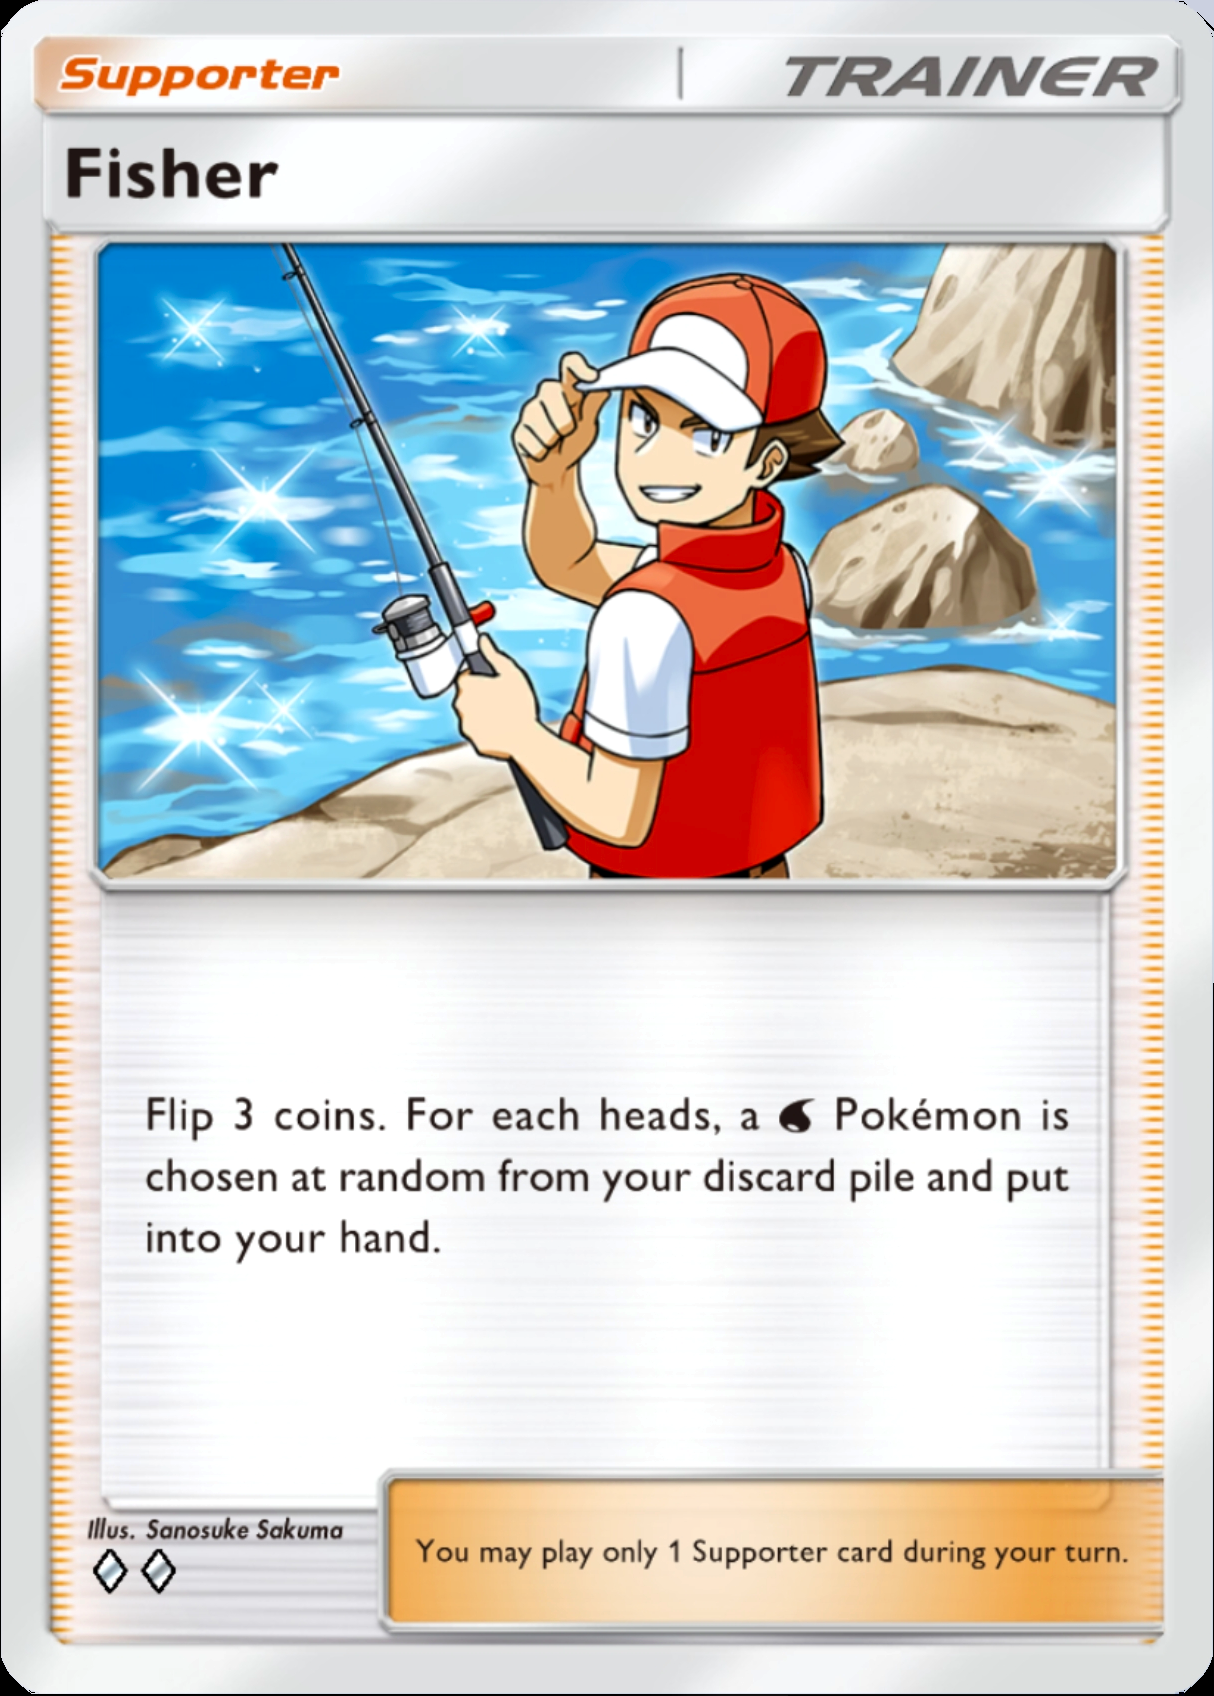 Supporter
TRAINER
Fisher
Flip 3 coins. For each heads, a Pokémon is
chosen at random from your discard pile and put
into your hand.
Illus. Sanosuke Sakuma
You may play only 1 Supporter card during your turn.